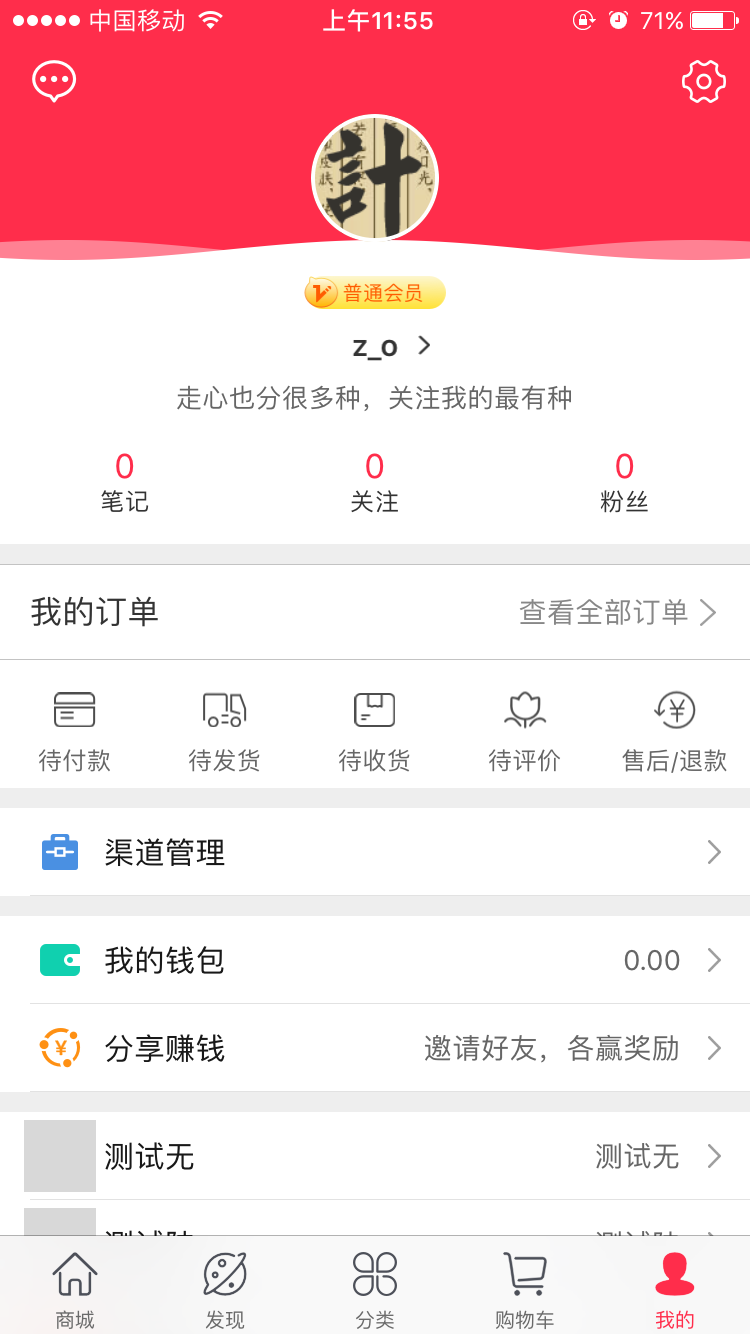 中国移动 上午11:55 71%
計
普通会员
z_o
走心也分很多种，关注我的最有种
0 0 0
笔记 关注 粉丝
我的订单 查看全部订单
待付款 待发货 待收货 待评价 售后/退款
渠道管理
我的钱包 0.00
分享赚钱 邀请好友，各赢奖励
测试无 测试无
商城 发现 分类 购物车 我的